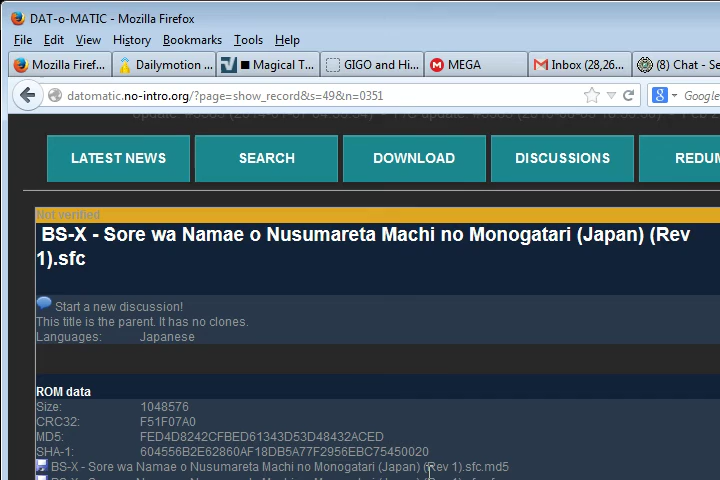 DAT-o-MATIC - Mozilla Firefox
File Edit View History Bookmarks Tools Help
Mozilla Firef... Dailymotion ... ■ Magical T... GIGO and Hi... MEGA Inbox (28,26... (8) Chat - Se
datomatic.no-intro.org/?page=show_record&s=49&n=0351 Google
LATEST NEWS SEARCH DOWNLOAD DISCUSSIONS REDUM
Not verified
BS-X - Sore wa Namae o Nusumareta Machi no Monogatari (Japan) (Rev
1).sfc
Start a new discussion!
This title is the parent. It has no clones.
Languages: Japanese
ROM data
Size: 1048576
CRC32: F51F07A0
MD5: FED4D8242CFBED61343D53D48432ACED
SHA-1: 604556B2E62860AF18DB5A77F2956EBC75450020
BS-X - Sore wa Namae o Nusumareta Machi no Monogatari (Japan) (Rev 1).sfc.md5